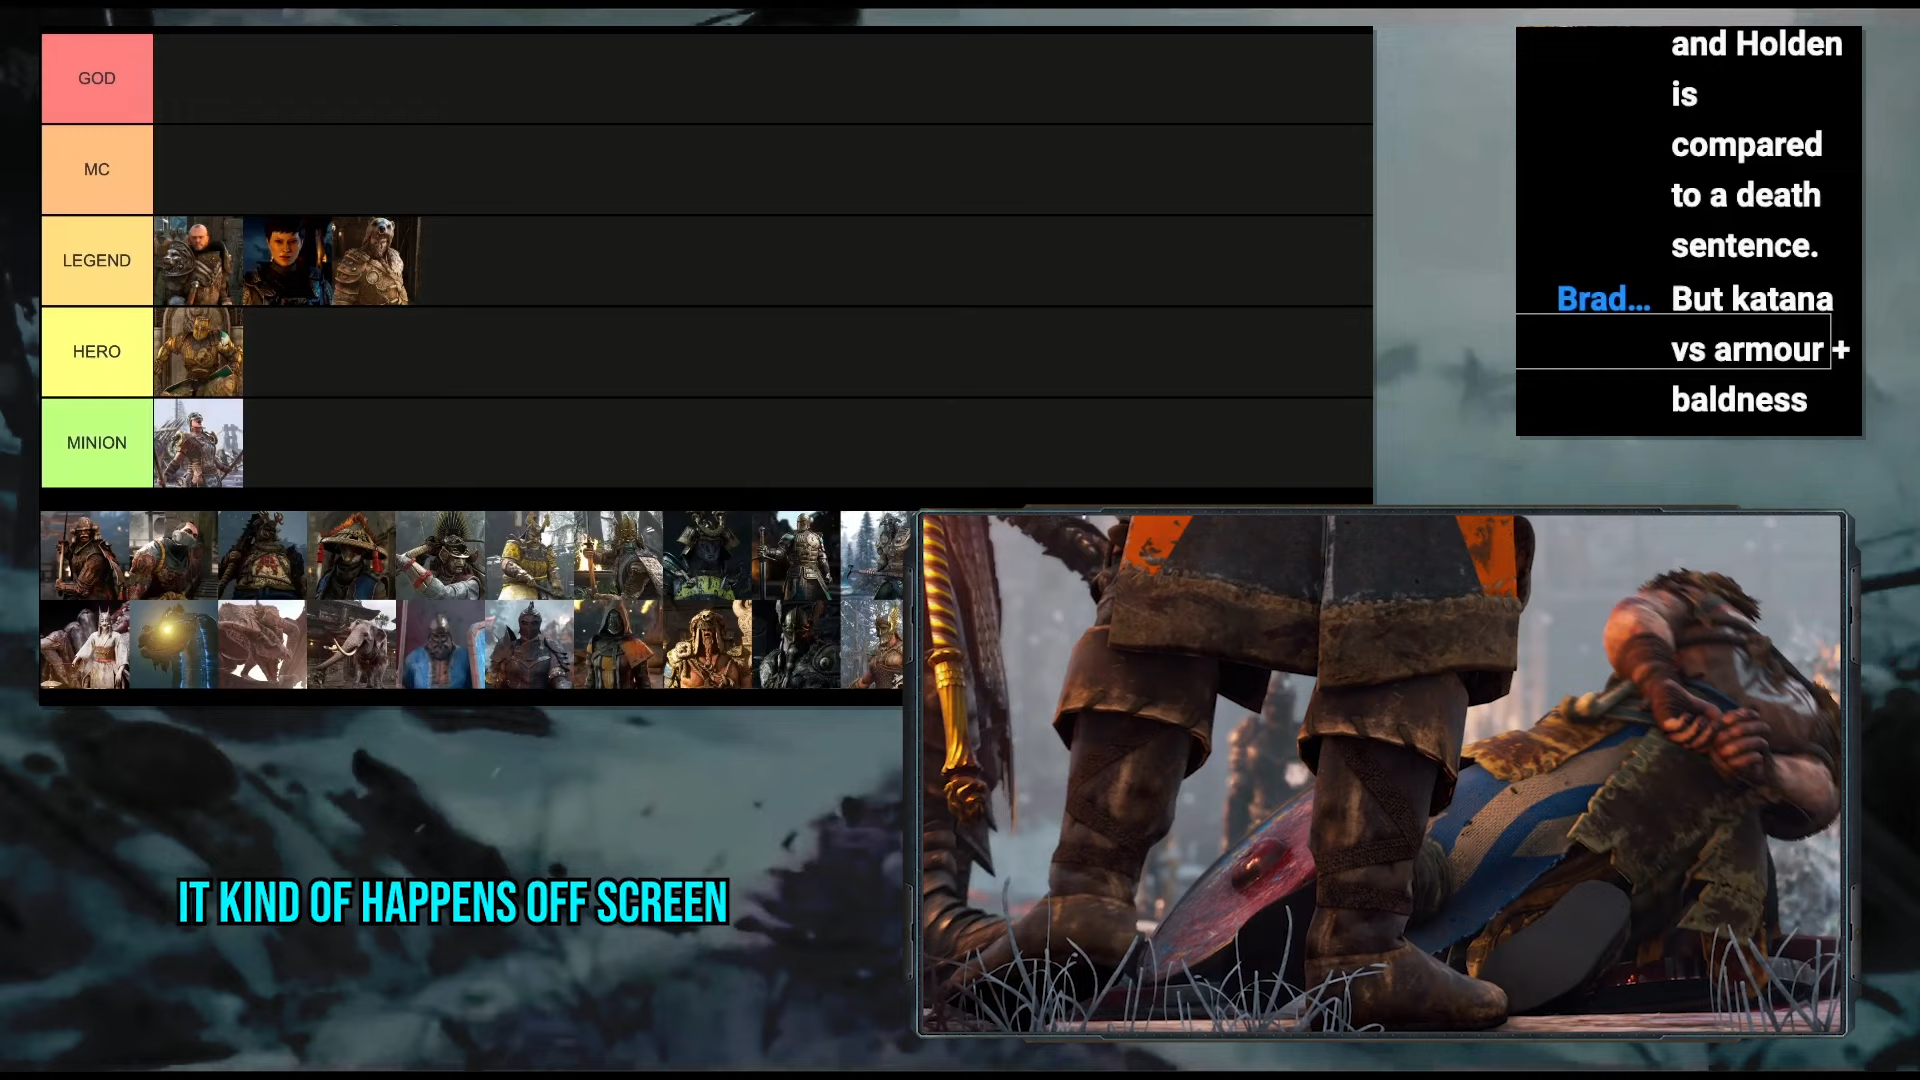 GOD
MC
LEGEND
HERO
MINION
and Holden
is
compared
to a death
sentence.
Brad... But katana
vs armour +
baldness
IT KIND OF HAPPENS OFF SCREEN